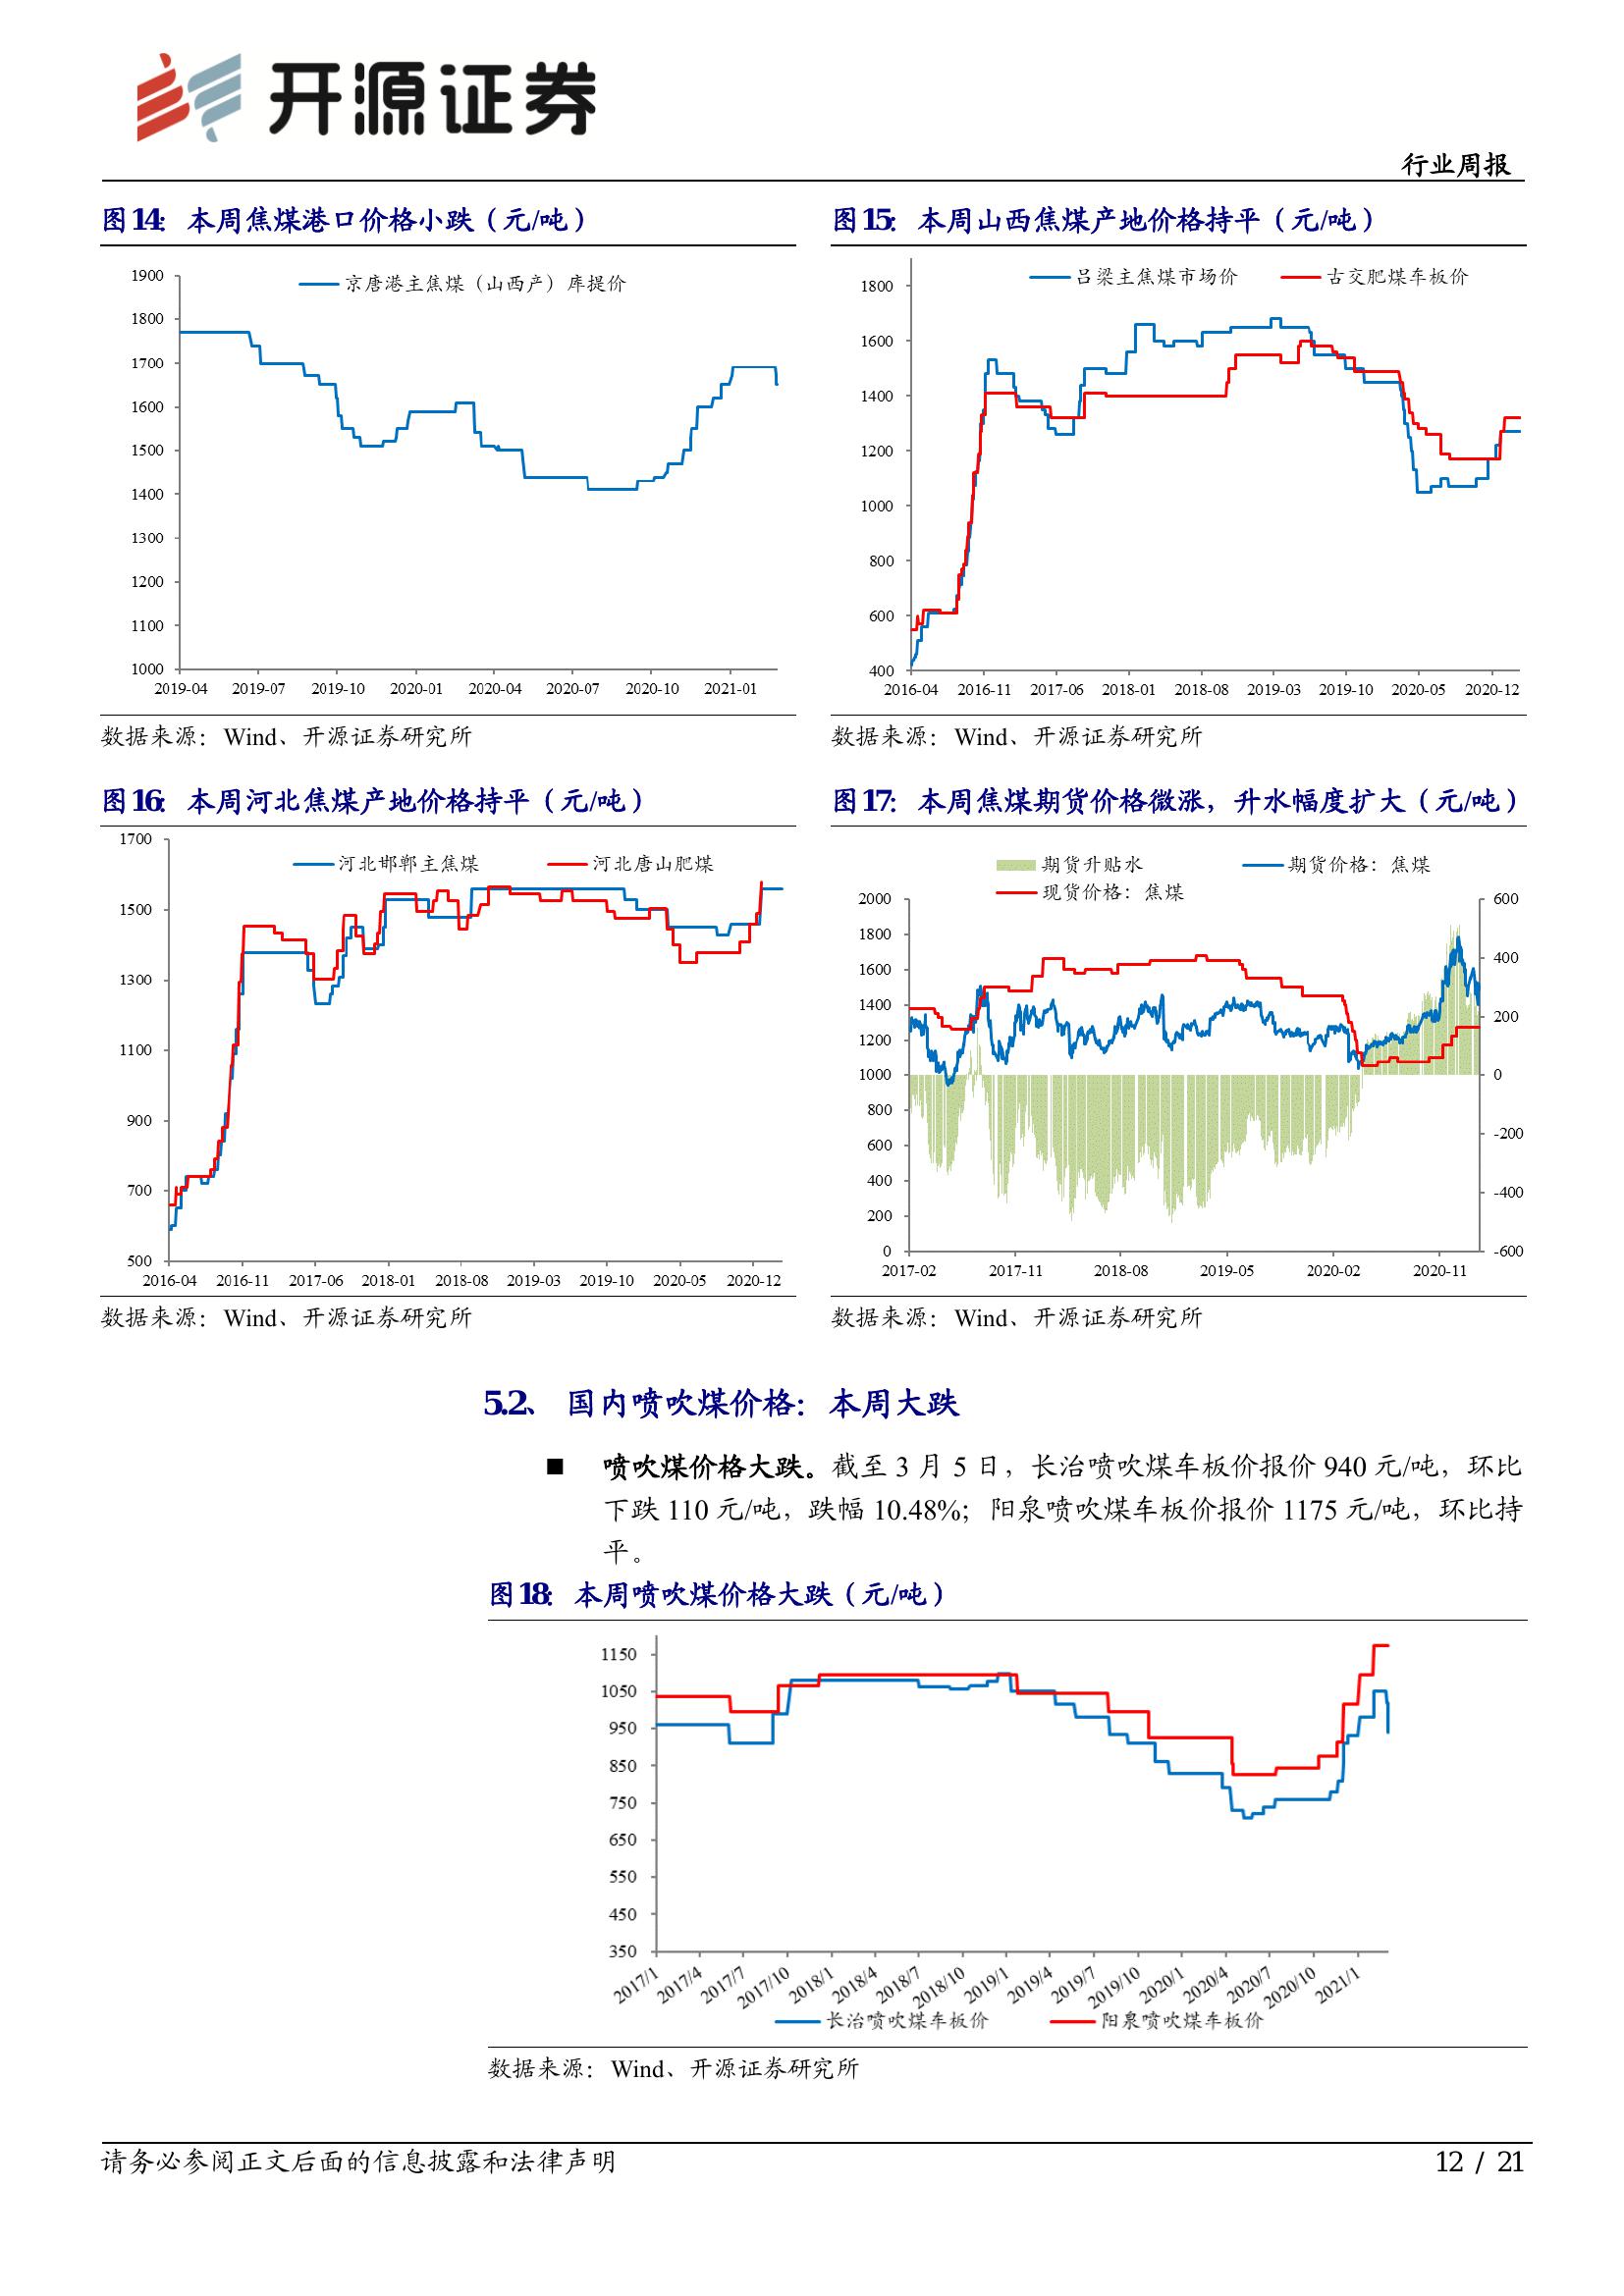 开源证券
行业周报
图14： 本周焦煤港口价格小跌（元/吨）
京唐港主焦煤（山西产）库提价
1900
1800
1700
1600
1500
1400
1300
1200
1100
1000
2019-04 2019-07 2019-10 2020-01 2020-04 2020-07 2020-10 2021-01
数据来源：Wind、开源证券研究所
图15： 本周山西焦煤产地价格持平（元/吨）
吕梁主焦煤市场价 古交肥煤车板价
1800
1600
1400
1200
1000
800
600
400
2016-04 2016-11 2017-06 2018-01 2018-08 2019-03 2019-10 2020-05 2020-12
数据来源：Wind、开源证券研究所
图16： 本周河北焦煤产地价格持平（元/吨）
河北邯郸主焦煤 河北唐山肥煤
1700
1500
1300
1100
900
700
500
2016-04 2016-11 2017-06 2018-01 2018-08 2019-03 2019-10 2020-05 2020-12
数据来源：Wind、开源证券研究所
图17： 本周焦煤期货价格微涨，升水幅度扩大（元/吨）
期货升贴水 期货价格：焦煤
现货价格：焦煤
2000 600
1800
1600 400
1400
1200 200
1000 0
800
600 -200
400 -400
200
0 -600
2017-02 2017-11 2018-08 2019-05 2020-02 2020-11
数据来源：Wind、开源证券研究所
5.2、 国内喷吹煤价格：本周大跌
■ 喷吹煤价格大跌。截至 3 月 5 日，长治喷吹煤车板价报价 940 元/吨，环比
下跌 110 元/吨，跌幅 10.48%；阳泉喷吹煤车板价报价 1175 元/吨，环比持
平。
图18： 本周喷吹煤价格大跌（元/吨）
1150
1050
950
850
750
650
550
450
350
2017/1 2017/4 2017/7 2017/10 2018/1 2018/4 2018/7 2018/10 2019/1 2019/4 2019/7 2019/10 2020/1 2020/4 2020/7 2020/10 2021/1
长治喷吹煤车板价 阳泉喷吹煤车板价
数据来源：Wind、开源证券研究所
请务必参阅正文后面的信息披露和法律声明 12 / 21